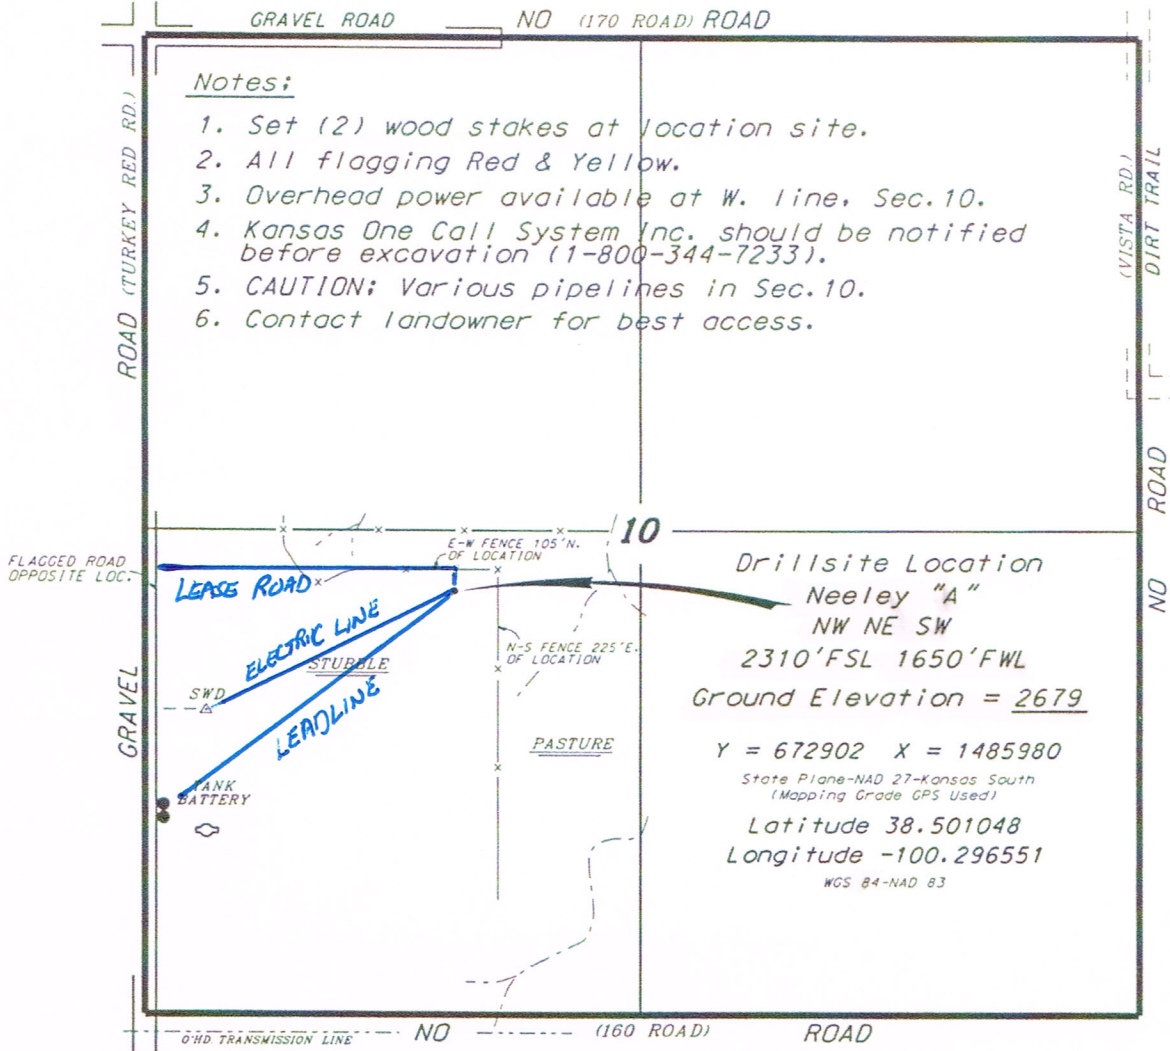 GRAVEL ROAD NO (170 ROAD) ROAD
Notes:
1. Set (2) wood stakes at location site.
2. All flagging Red & Yellow.
3. Overhead power available at W. line, Sec.10.
4. Kansas One Call System Inc. should be notified
before excavation (1-800-344-7233).
5. CAUTION: Various pipelines in Sec.10.
6. Contact landowner for best access.
ROAD (TURKEY RED RD.)
(VISTA RD.)
DIRT TRAIL
NO ROAD
10
E-W FENCE 105'N.
OF LOCATION
FLAGGED ROAD
OPPOSITE LOC.
LEASE ROAD
ELECTRIC LINE
STUBBLE
LEADLINE
SWD
TANK
BATTERY
GRAVEL
N-S FENCE 225'E.
OF LOCATION
PASTURE
Drillsite Location
Neeley "A"
NW NE SW
2310'FSL 1650'FWL
Ground Elevation = 2679
Y = 672902 X = 1485980
State Plane-NAD 27-Kansas South
(Mapping Grade GPS Used)
Latitude 38.501048
Longitude -100.296551
WGS 84-NAD 83
O'HD. TRANSMISSION LINE NO (160 ROAD) ROAD